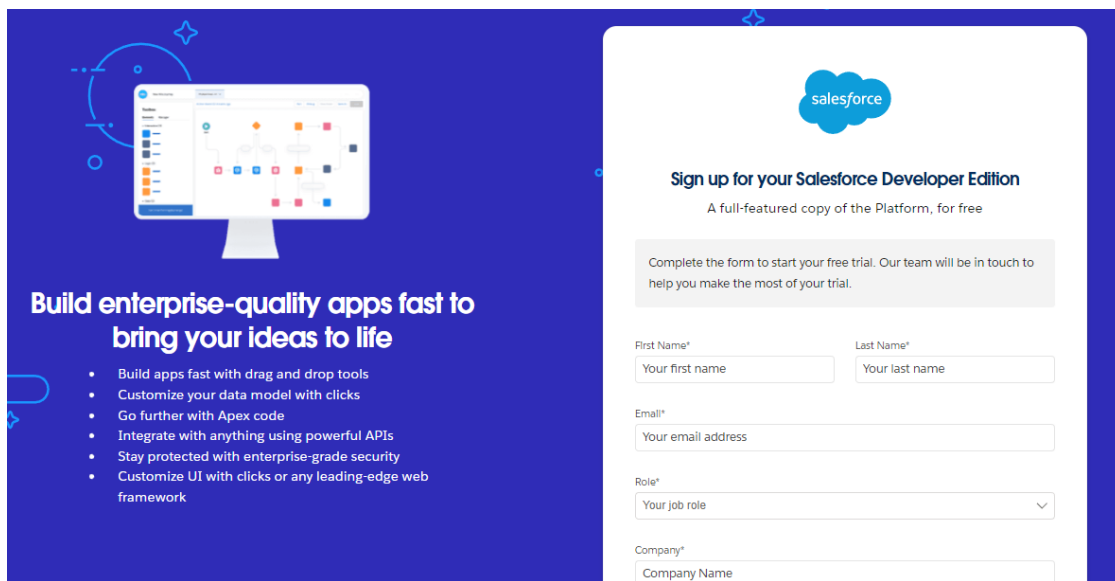 Build enterprise-quality apps fast to
bring your ideas to life
Build apps fast with drag and drop tools
Customize your data model with clicks
Go further with Apex code
Integrate with anything using powerful APIs
Stay protected with enterprise-grade security
Customize UI with clicks or any leading-edge web
framework
salesforce
Sign up for your Salesforce Developer Edition
A full-featured copy of the Platform, for free
Complete the form to start your free trial. Our team will be in touch to
help you make the most of your trial.
First Name* Last Name*
Your first name Your last name
Email*
Your email address
Role*
Your job role
Company*
Company Name